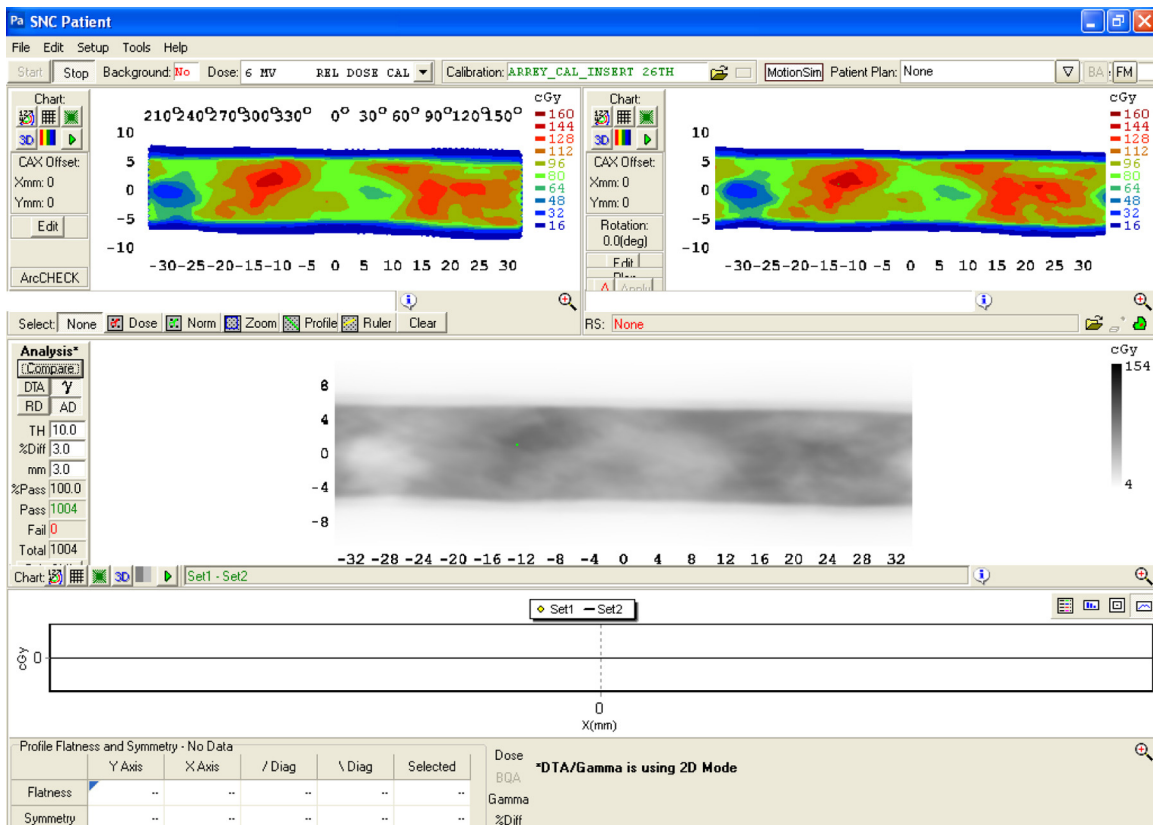 Pa SNC Patient
File Edit Setup Tools Help
Start Stop Background: No Dose: 6 MV REL DOSE CAL Calibration: ARREY_CAL_INSERT 26TH MotionSim Patient Plan: None BA FM
Chart:
3D
CAX Offset:
Xmm: 0
Ymm: 0
Edit
ArcCHECK
210° 240° 270° 300° 330° 0° 30° 60° 90° 120° 150°
10
5
0
-5
-10
-30 -25 -20 -15 -10 -5 0 5 10 15 20 25 30
cGy
160
144
128
112
96
80
64
48
32
16
Chart:
3D
CAX Offset:
Xmm: 0
Ymm: 0
Rotation:
0.0(deg)
Edit
Apply
10
5
0
-5
-10
-30 -25 -20 -15 -10 -5 0 5 10 15 20 25 30
cGy
160
144
128
112
96
80
64
48
32
16
Select: None Dose Norm Zoom Profile Ruler Clear
RS: None
Analysis*
Compare
DTA γ
RD AD
TH 10.0
%Diff 3.0
mm 3.0
%Pass 100.0
Pass 1004
Fail 0
Total 1004
8
4
0
-4
-8
-32 -28 -24 -20 -16 -12 -8 -4 0 4 8 12 16 20 24 28 32
cGy
154
4
Chart: 3D Set1 - Set2
Set1 Set2
cGy
0
0
X(mm)
Profile Flatness and Symmetry - No Data
Y Axis X Axis / Diag \ Diag Selected
Flatness -- -- -- -- --
Symmetry -- -- -- -- --
Dose
BQA
Gamma
%Diff
*DTA/Gamma is using 2D Mode